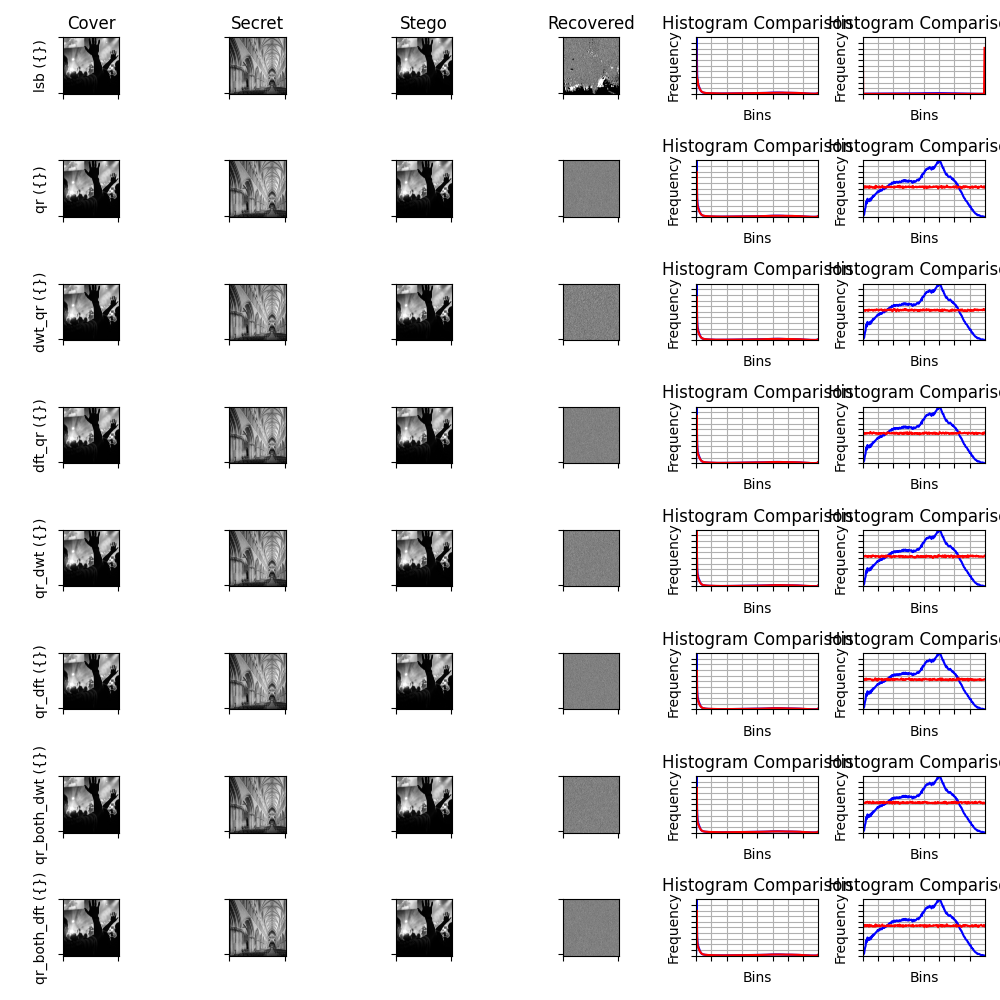 Cover Secret Stego Recovered Histogram Comparison Histogram Comparis
lsb ({}) Frequency Frequency
Bins Bins
Histogram Comparison Histogram Comparis
qr ({}) Frequency Frequency
Bins Bins
Histogram Comparison Histogram Comparis
dwt_qr ({}) Frequency Frequency
Bins Bins
Histogram Comparison Histogram Comparis
dft_qr ({}) Frequency Frequency
Bins Bins
Histogram Comparison Histogram Comparis
qr_dwt ({}) Frequency Frequency
Bins Bins
Histogram Comparison Histogram Comparis
qr_dft ({}) Frequency Frequency
Bins Bins
Histogram Comparison Histogram Comparis
qr_both_dwt ({}) Frequency Frequency
Bins Bins
Histogram Comparison Histogram Comparis
qr_both_dft ({}) Frequency Frequency
Bins Bins